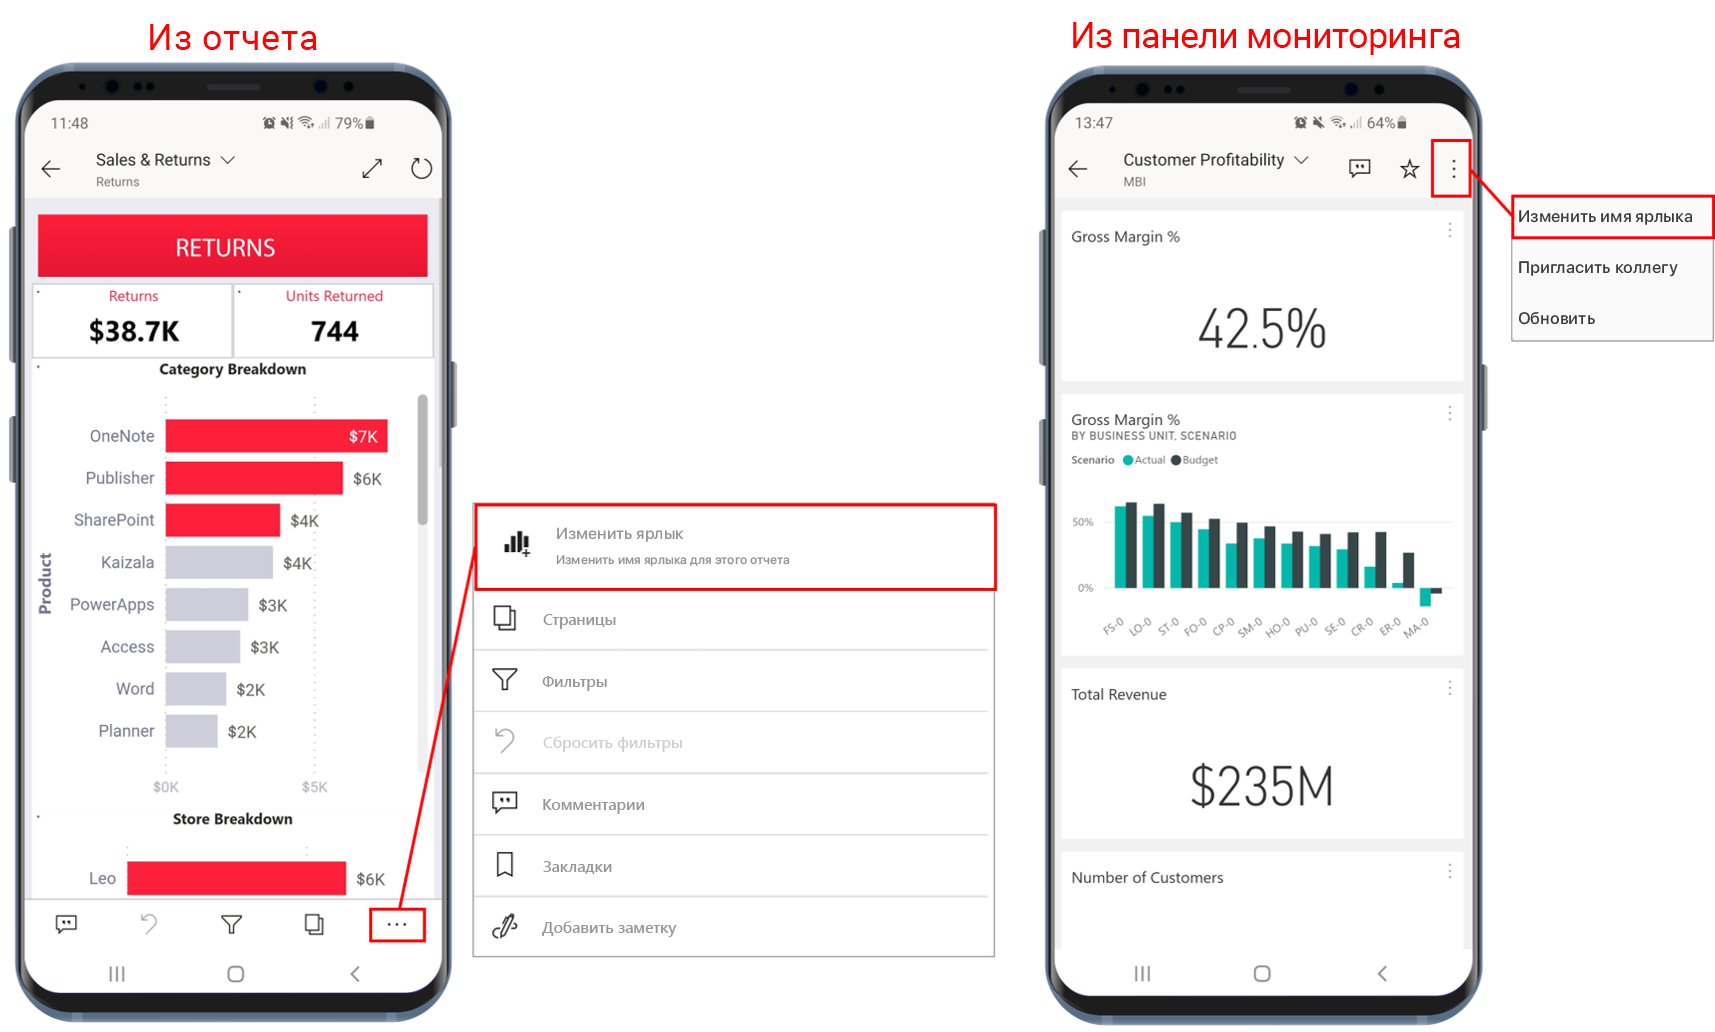 Из отчета
11:48
79%
Sales & Returns
Returns
RETURNS
Returns
$38.7K
Units Returned
744
Category Breakdown
Product
OneNote
$7K
Publisher
$6K
SharePoint
$4K
Kaizala
$4K
PowerApps
$3K
Access
$3K
Word
$2K
Planner
$2K
$0K
$5K
Store Breakdown
Leo
$6K
Изменить ярлык
Изменить имя ярлыка для этого отчета
Страницы
Фильтры
Сбросить фильтры
Комментарии
Закладки
Добавить заметку
Из панели мониторинга
13:47
64%
Customer Profitability
MBI
Gross Margin %
42.5%
Gross Margin %
BY BUSINESS UNIT, SCENARIO
Scenario Actual Budget
50%
0%
FS-0 LO-0 ST-0 FO-0 CP-0 SM-0 HO-0 PU-0 SE-0 CR-0 ER-0 MA-0
Total Revenue
$235M
Number of Customers
Изменить имя ярлыка
Пригласить коллегу
Обновить